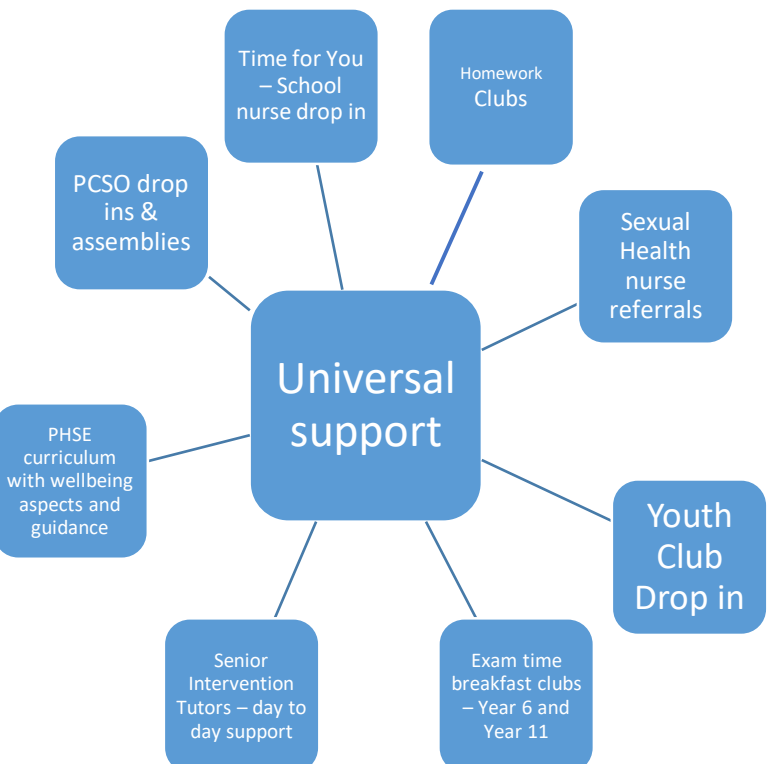 Time for You
– School
nurse drop in
Homework
Clubs
PCSO drop
ins &
assemblies
Sexual
Health
nurse
referrals
Universal
support
PHSE
curriculum
with wellbeing
aspects and
guidance
Youth
Club
Drop in
Senior
Intervention
Tutors – day to
day support
Exam time
breakfast clubs
– Year 6 and
Year 11